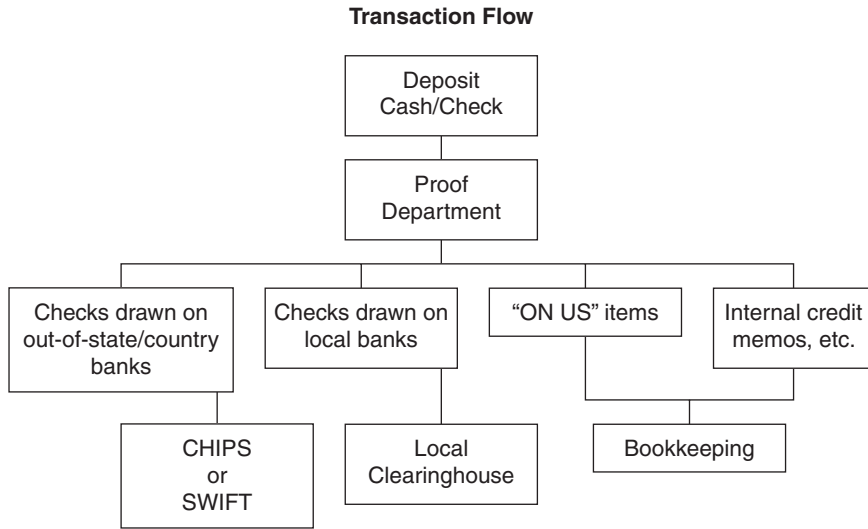 Transaction Flow
Deposit
Cash/Check
Proof
Department
Checks drawn on
out-of-state/country
banks
Checks drawn on
local banks
“ON US” items
Internal credit
memos, etc.
CHIPS
or
SWIFT
Local
Clearinghouse
Bookkeeping